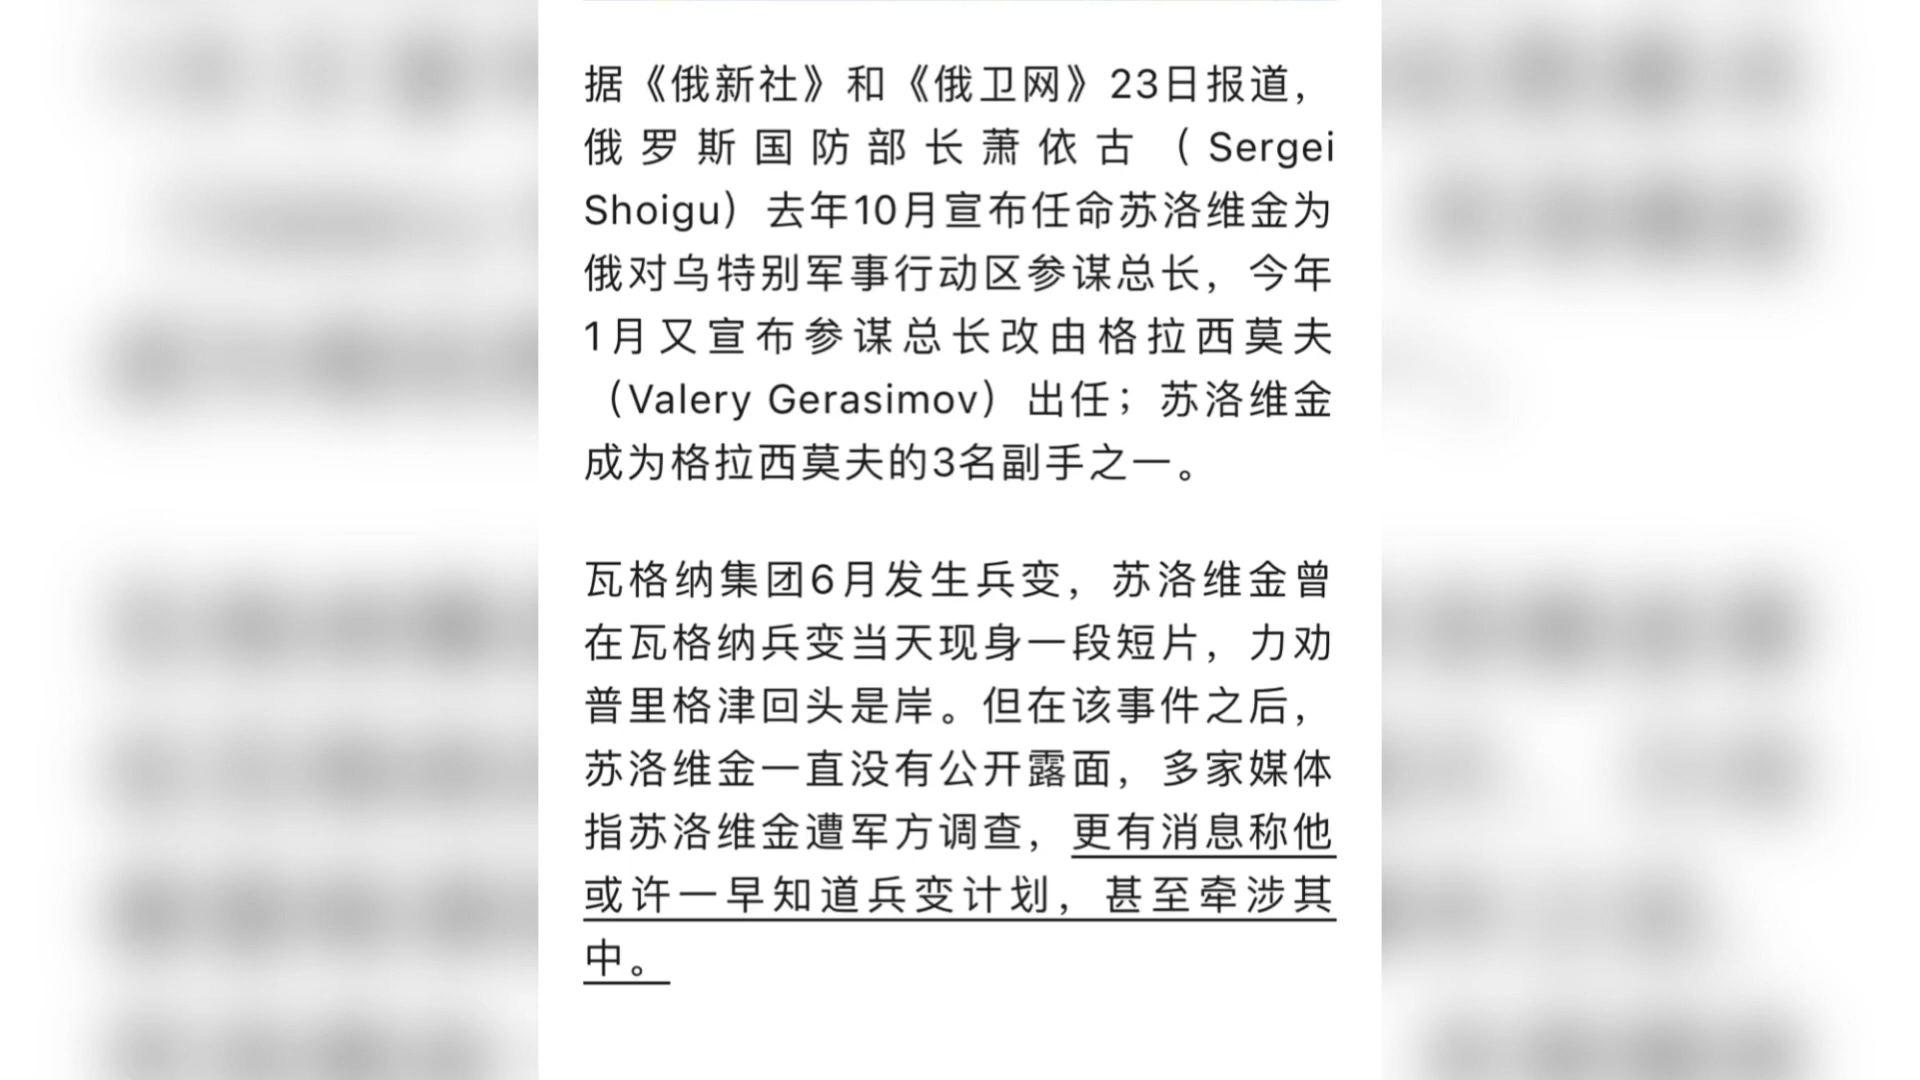 据《俄新社》和《俄卫网》23日报道，
俄罗斯国防部长萧依古（Sergei
Shoigu）去年10月宣布任命苏洛维金为
俄对乌特别军事行动区参谋总长，今年
1月又宣布参谋总长改由格拉西莫夫
（Valery Gerasimov）出任；苏洛维金
成为格拉西莫夫的3名副手之一。
瓦格纳集团6月发生兵变，苏洛维金曾
在瓦格纳兵变当天现身一段短片，力劝
普里格津回头是岸。但在该事件之后，
苏洛维金一直没有公开露面，多家媒体
指苏洛维金遭军方调查，更有消息称他
或许一早知道兵变计划，甚至牵涉其
中。